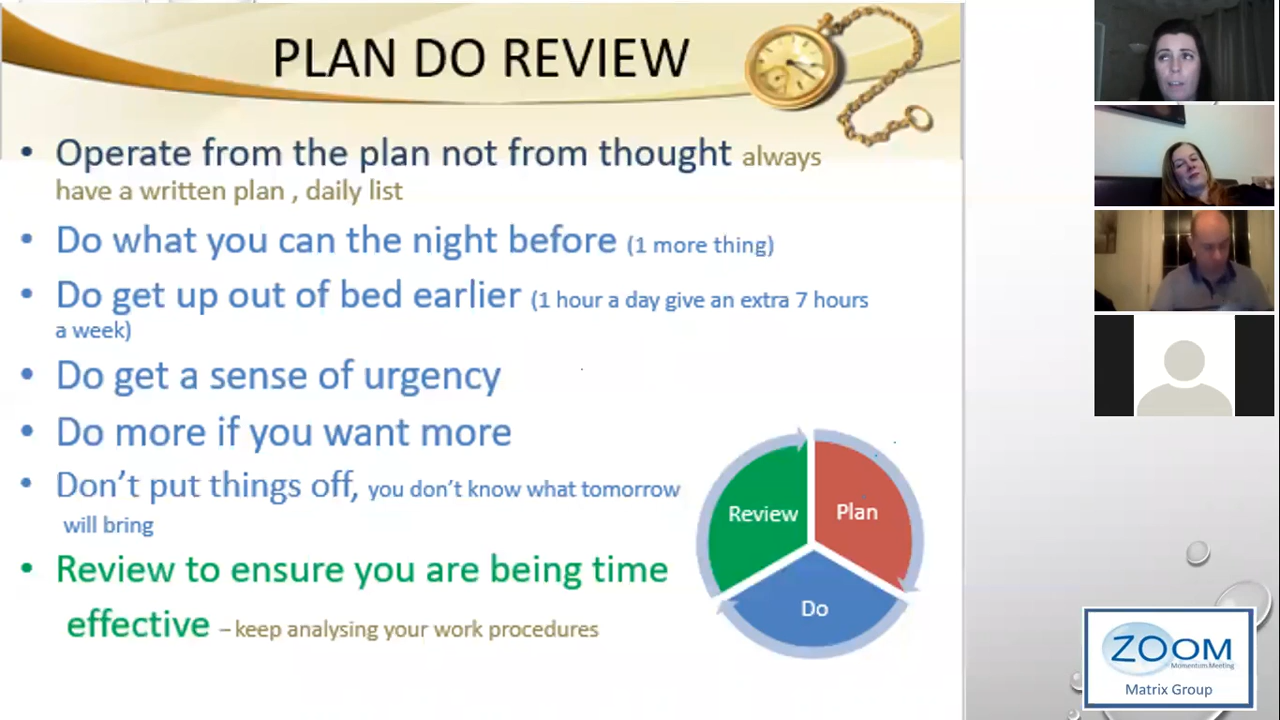 PLAN DO REVIEW
• Operate from the plan not from thought always
have a written plan , daily list
• Do what you can the night before (1 more thing)
• Do get up out of bed earlier (1 hour a day give an extra 7 hours
a week)
• Do get a sense of urgency
• Do more if you want more
• Don't put things off, you don't know what tomorrow
will bring
• Review to ensure you are being time
effective – keep analysing your work procedures
Review
Plan
Do
ZOOM
Momentum Meeting
Matrix Group